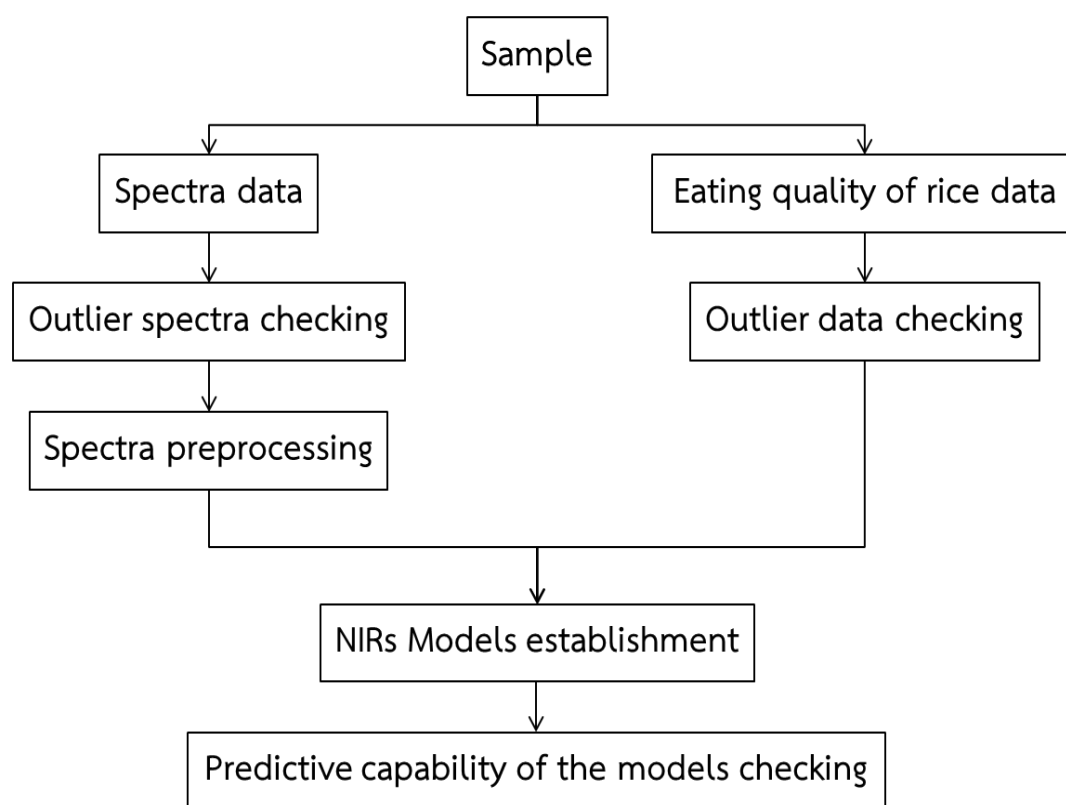 Sample
Spectra data
Eating quality of rice data
Outlier spectra checking
Outlier data checking
Spectra preprocessing
NIRs Models establishment
Predictive capability of the models checking